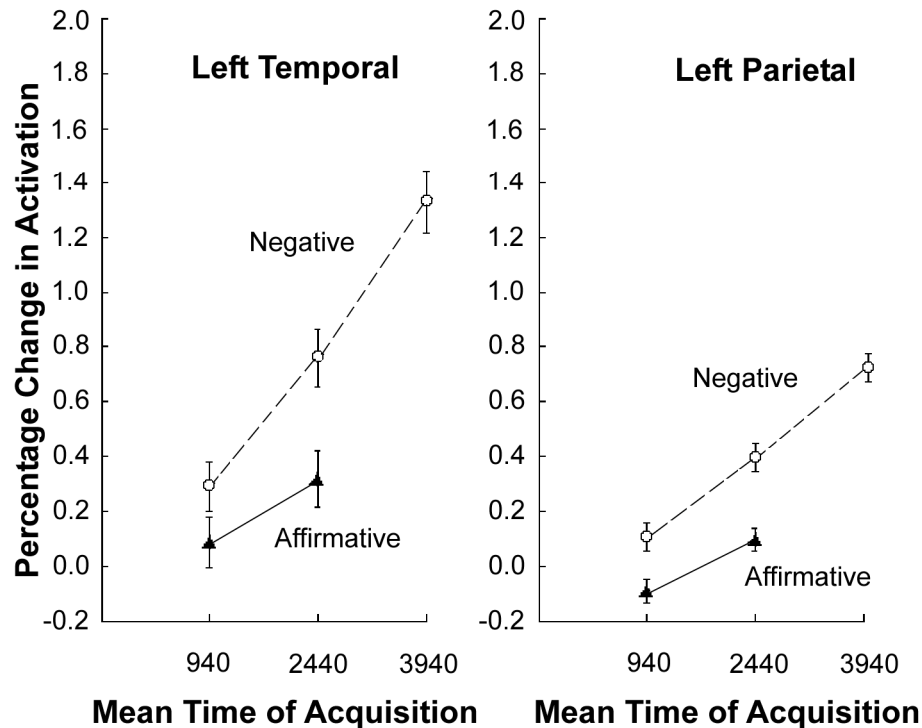 Percentage Change in Activation
2.0
1.8
1.6
1.4
1.2
1.0
0.8
0.6
0.4
0.2
0.0
-0.2
Left Temporal
Negative
Affirmative
940 2440 3940
Mean Time of Acquisition
2.0
1.8
1.6
1.4
1.2
1.0
0.8
0.6
0.4
0.2
0.0
-0.2
Left Parietal
Negative
Affirmative
940 2440 3940
Mean Time of Acquisition